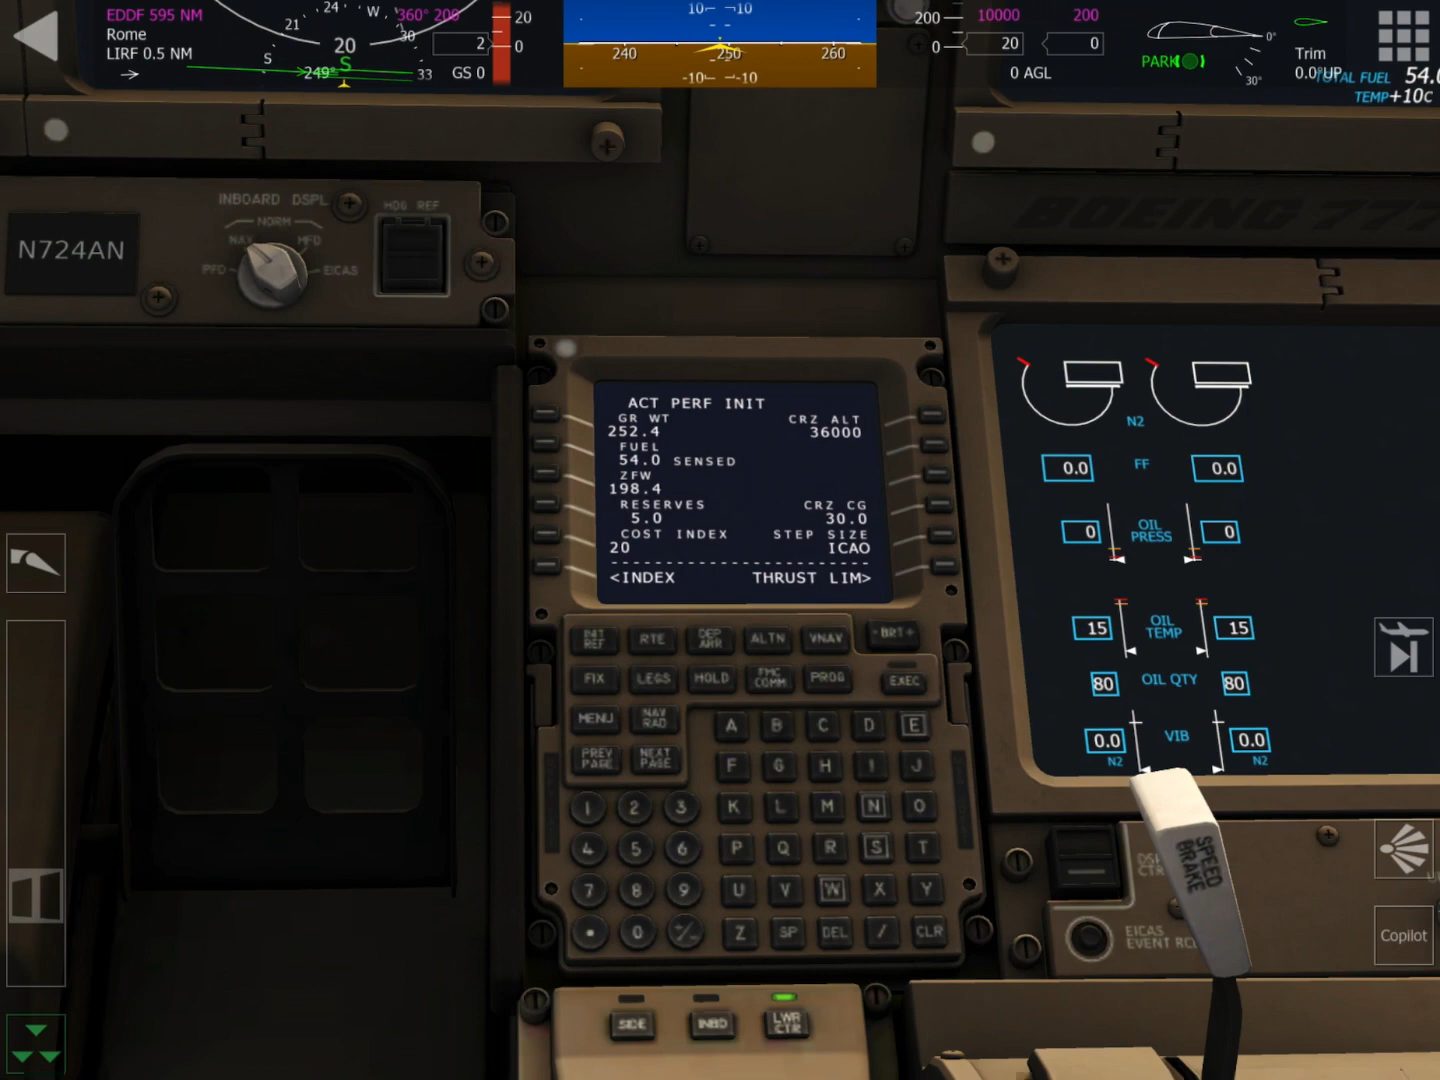 EDDF 595 NM
Rome
LIRF 0.5 NM
360° 200
21
24
W
30
S
20
S
249°
33
2
GS 0
20
0
10 10
240 250 260
-10 -10
200
0
10000
20
200
0
0 AGL
PARK
0°
30°
Trim
0.0°UP
TOTAL FUEL 54.0
TEMP +10C
INBOARD DSPL
NORM
NAV
MFD
PFD
EICAS
HDG REF
N724AN
BOEING 777
ACT PERF INIT
GR WT CRZ ALT
252.4 36000
FUEL
54.0 SENSED
ZFW
198.4
RESERVES CRZ CG
5.0 30.0
COST INDEX STEP SIZE
20 ICAO
<INDEX THRUST LIM>
N2
0.0 FF 0.0
0 OIL PRESS 0
15 OIL TEMP 15
80 OIL QTY 80
0.0 VIB 0.0
N2 N2
INIT REF
RTE
DEP ARR
ALTN
VNAV
-BRT+
FIX
LEGS
HOLD
FMC COMM
PROG
EXEC
MENU
NAV RAD
PREV PAGE
NEXT PAGE
A B C D E
F G H I J
1 2 3 K L M N O
4 5 6 P Q R S T
7 8 9 U V W X Y
. 0 +/- Z SP DEL / CLR
SPEED BRAKE
EICAS
EVENT RCD
Copilot
SIDE
INBD
LWR CTR